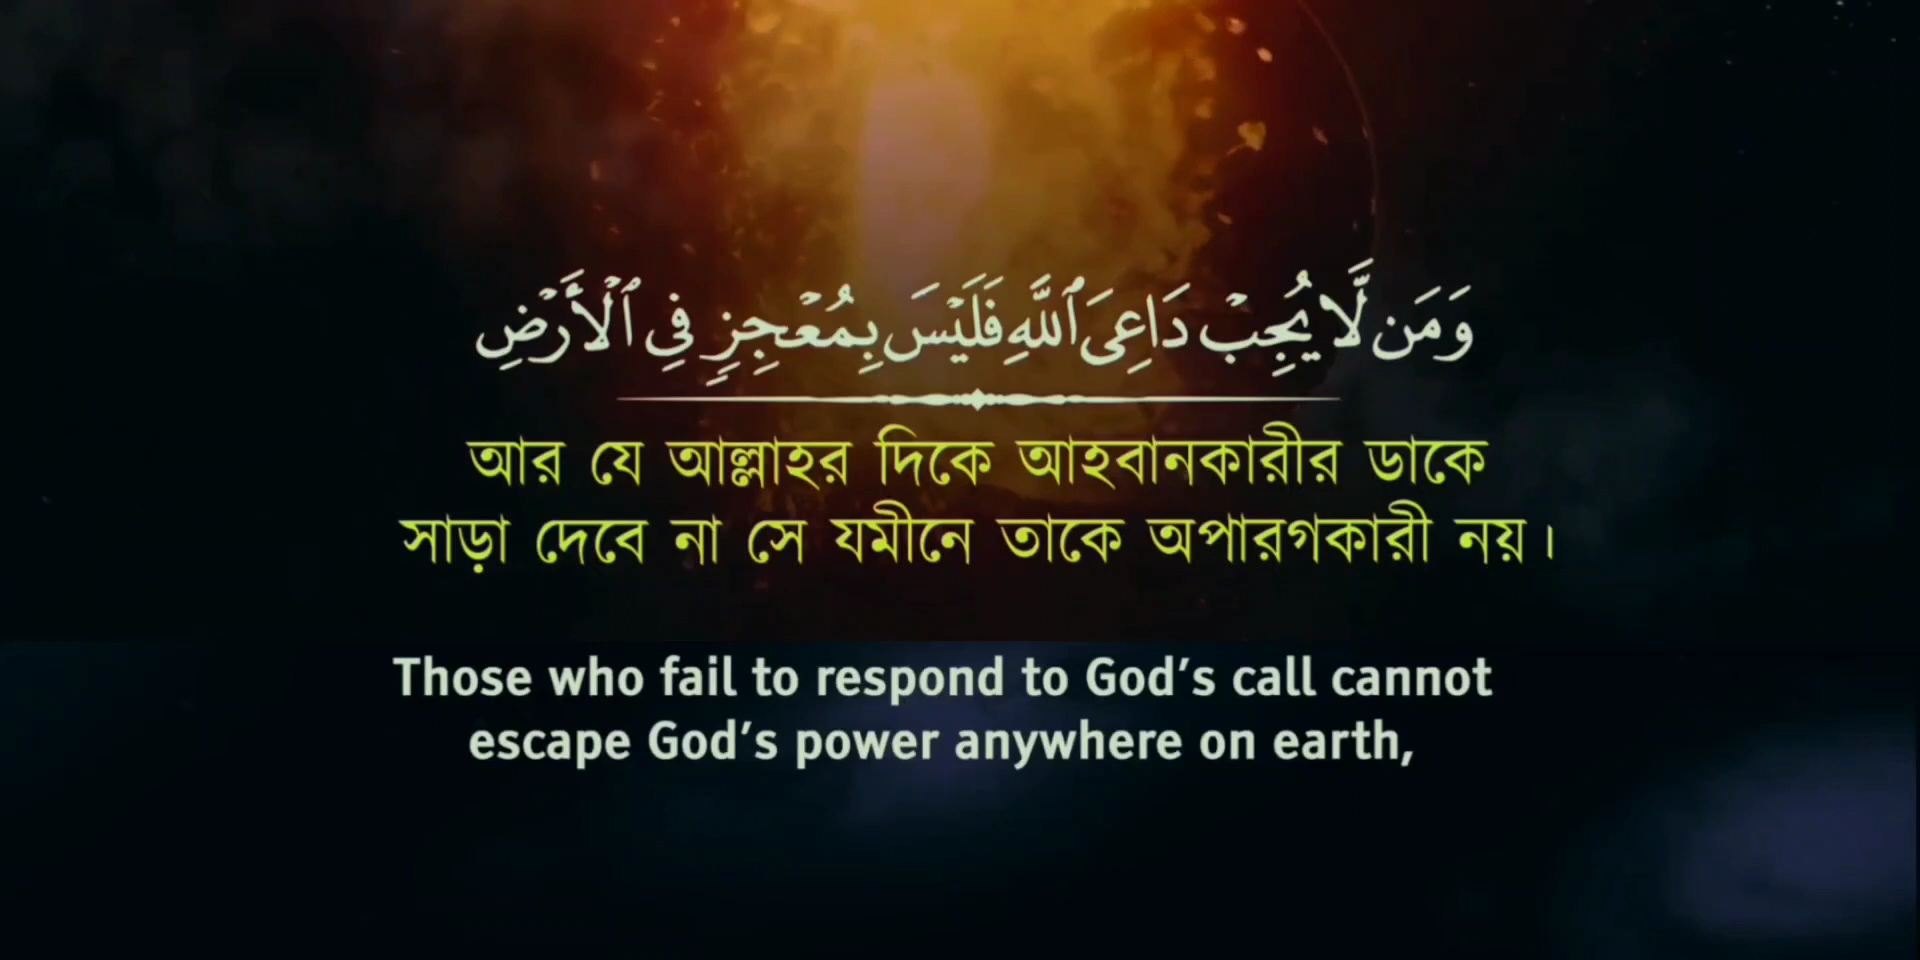 وَمَن لَّا يُجِبۡ دَاعِىَ ٱللَّهِ فَلَيۡسَ بِمُعۡجِزٍ فِى ٱلۡأَرۡضِ
আর যে আল্লাহর দিকে আহবানকারীর ডাকে
সাড়া দেবে না সে যমীনে তাকে অপারগকারী নয়।
Those who fail to respond to God’s call cannot
escape God’s power anywhere on earth,